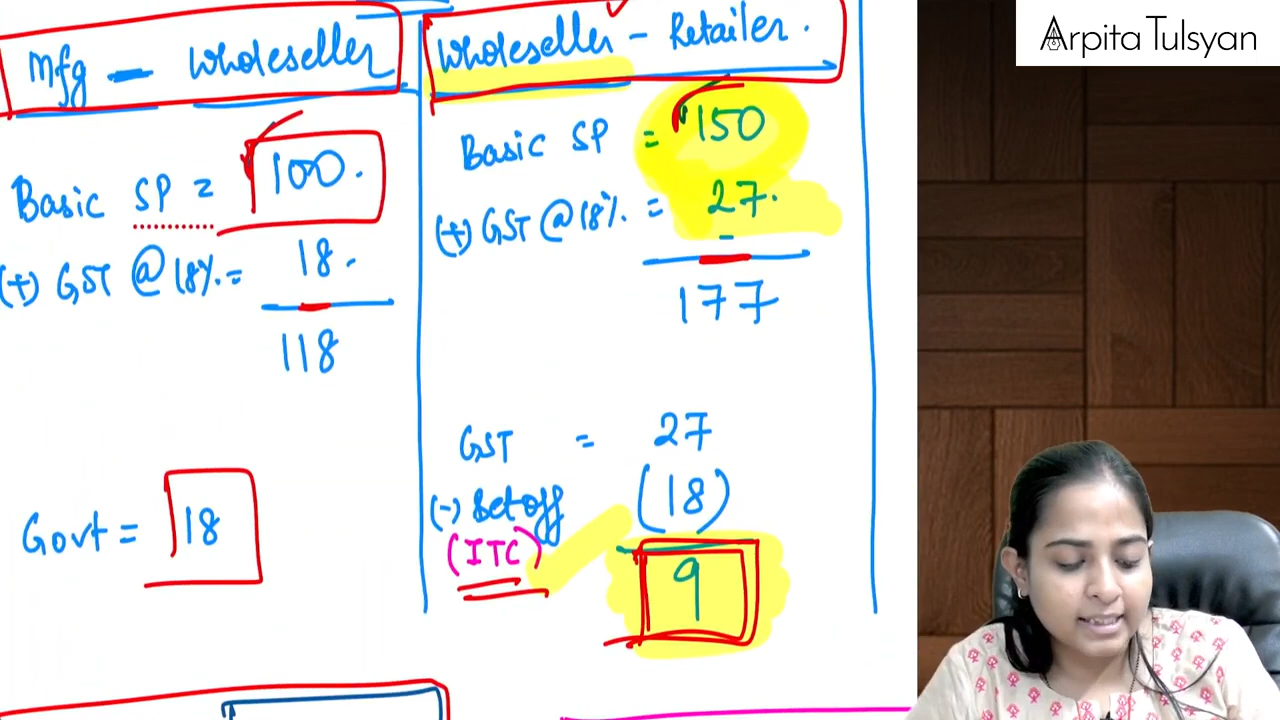 Arpita Tulsyan
Mfg - Wholeseller
Basic SP = 100.
(+) GST @ 18% = 18.
118
Govt = 18
Wholeseller - Retailer.
Basic SP = 150
(+) GST @ 18%. = 27.
177
GST = 27
(-) Setoff (18)
(ITC)
9